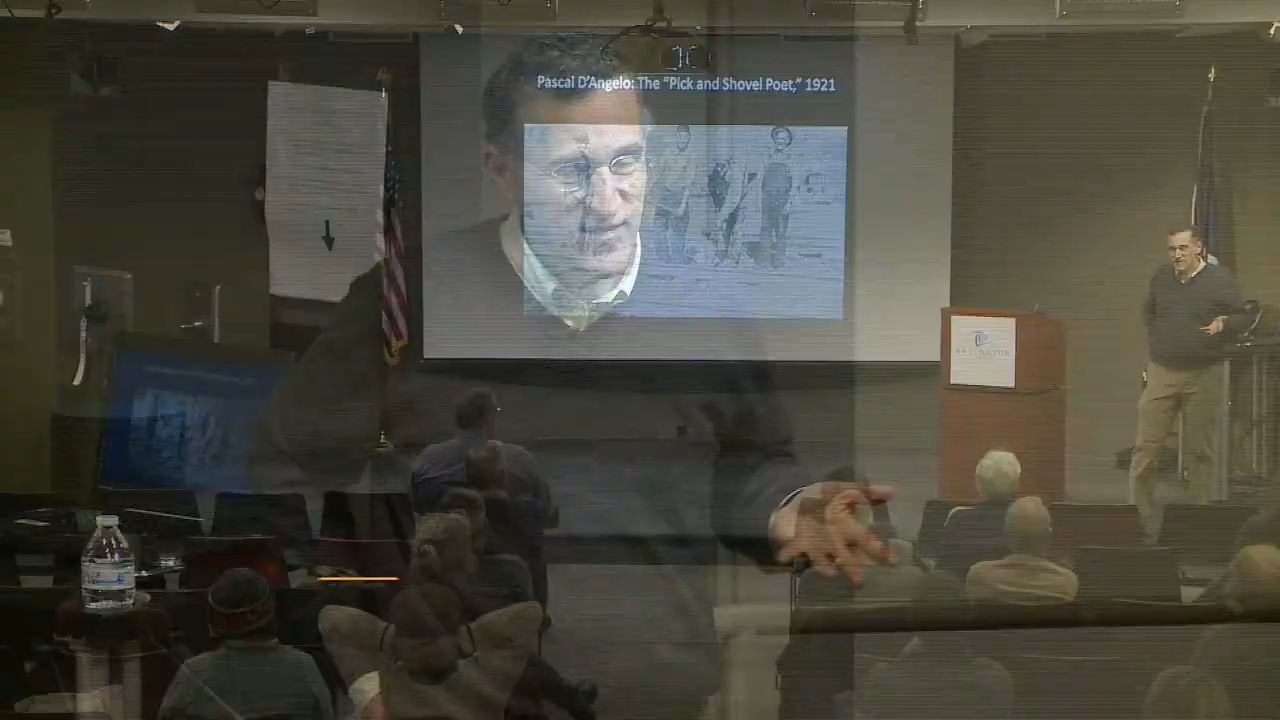 Pascal D'Angelo: The “Pick and Shovel Poet,” 1921